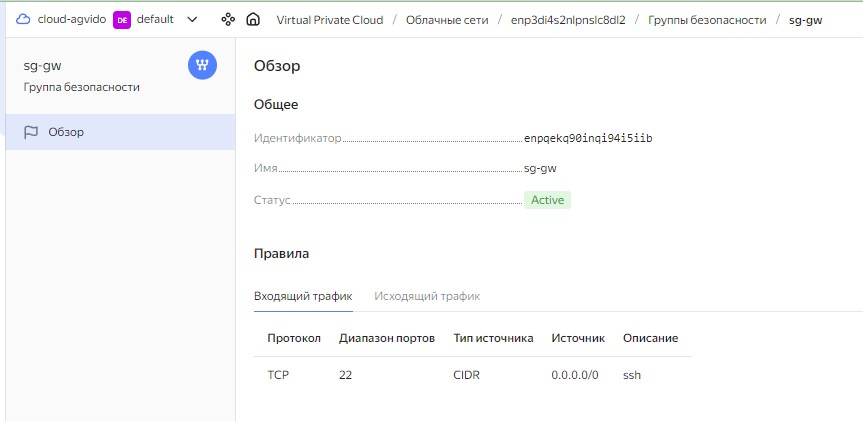 cloud-agvido DE default Virtual Private Cloud / Облачные сети / enp3di4s2nlpnslc8dl2 / Группы безопасности / sg-gw
sg-gw
Группа безопасности
Обзор
Обзор
Общее
Идентификатор enpqekq90inqi94i5iib
Имя sg-gw
Статус Active
Правила
Входящий трафик Исходящий трафик
Протокол Диапазон портов Тип источника Источник Описание
TCP 22 CIDR 0.0.0.0/0 ssh